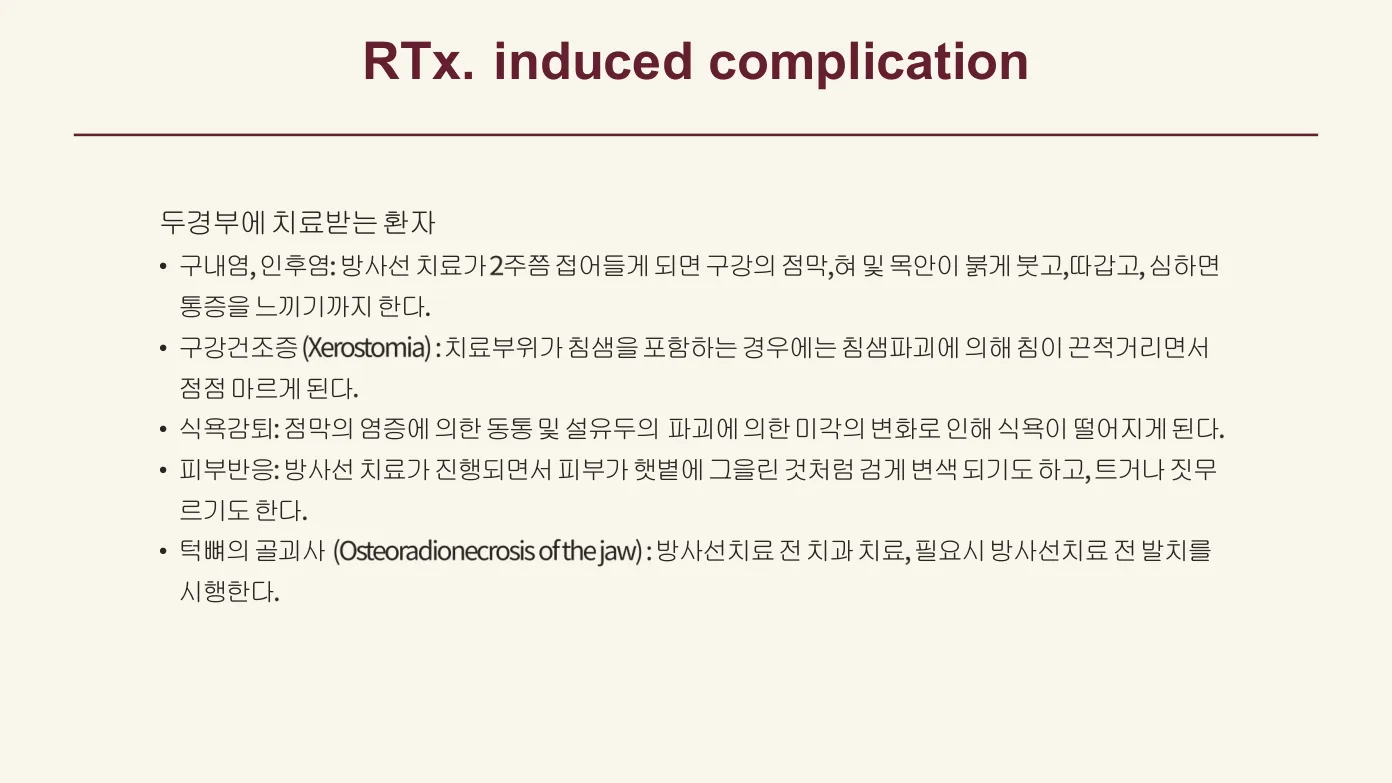 RTx. induced complication
두경부에 치료받는 환자
• 구내염, 인후염: 방사선 치료가 2주쯤 접어들게 되면 구강의 점막,혀 및 목안이 붉게 붓고,따갑고, 심하면
통증을 느끼기까지 한다.
• 구강건조증 (Xerostomia) : 치료부위가 침샘을 포함하는 경우에는 침샘파괴에 의해 침이 끈적거리면서
점점 마르게 된다.
• 식욕감퇴: 점막의 염증에 의한 동통 및 설유두의 파괴에 의한 미각의 변화로 인해 식욕이 떨어지게 된다.
• 피부반응: 방사선 치료가 진행되면서 피부가 햇볕에 그을린 것처럼 검게 변색 되기도 하고, 트거나 짓무
르기도 한다.
• 턱뼈의 골괴사 (Osteoradionecrosis of the jaw) : 방사선치료 전 치과 치료, 필요시 방사선치료 전 발치를
시행한다.